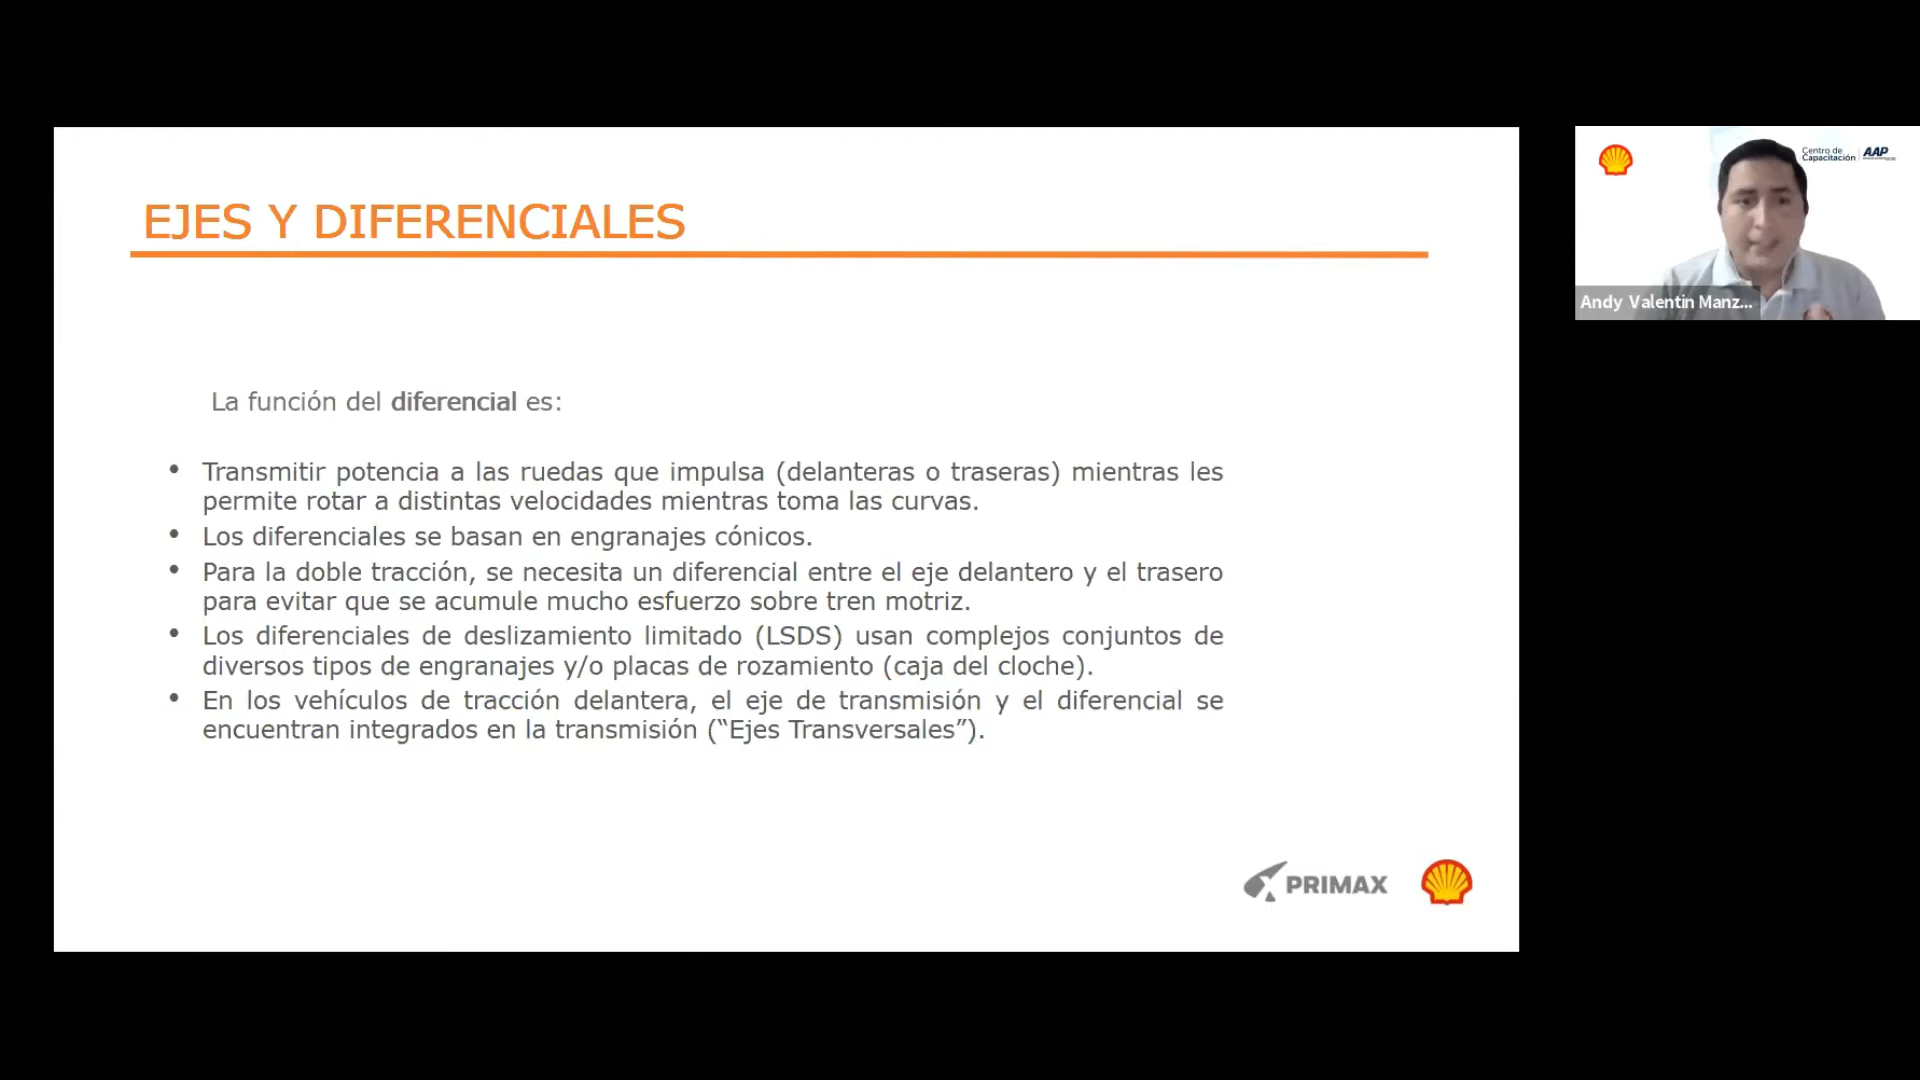 EJES Y DIFERENCIALES
La función del diferencial es:
• Transmitir potencia a las ruedas que impulsa (delanteras o traseras) mientras les
permite rotar a distintas velocidades mientras toma las curvas.
• Los diferenciales se basan en engranajes cónicos.
• Para la doble tracción, se necesita un diferencial entre el eje delantero y el trasero
para evitar que se acumule mucho esfuerzo sobre tren motriz.
• Los diferenciales de deslizamiento limitado (LSDS) usan complejos conjuntos de
diversos tipos de engranajes y/o placas de rozamiento (caja del cloche).
• En los vehículos de tracción delantera, el eje de transmisión y el diferencial se
encuentran integrados en la transmisión (“Ejes Transversales”).
PRIMAX
Centro de
Capacitación
AAP
Andy Valentin Manz...